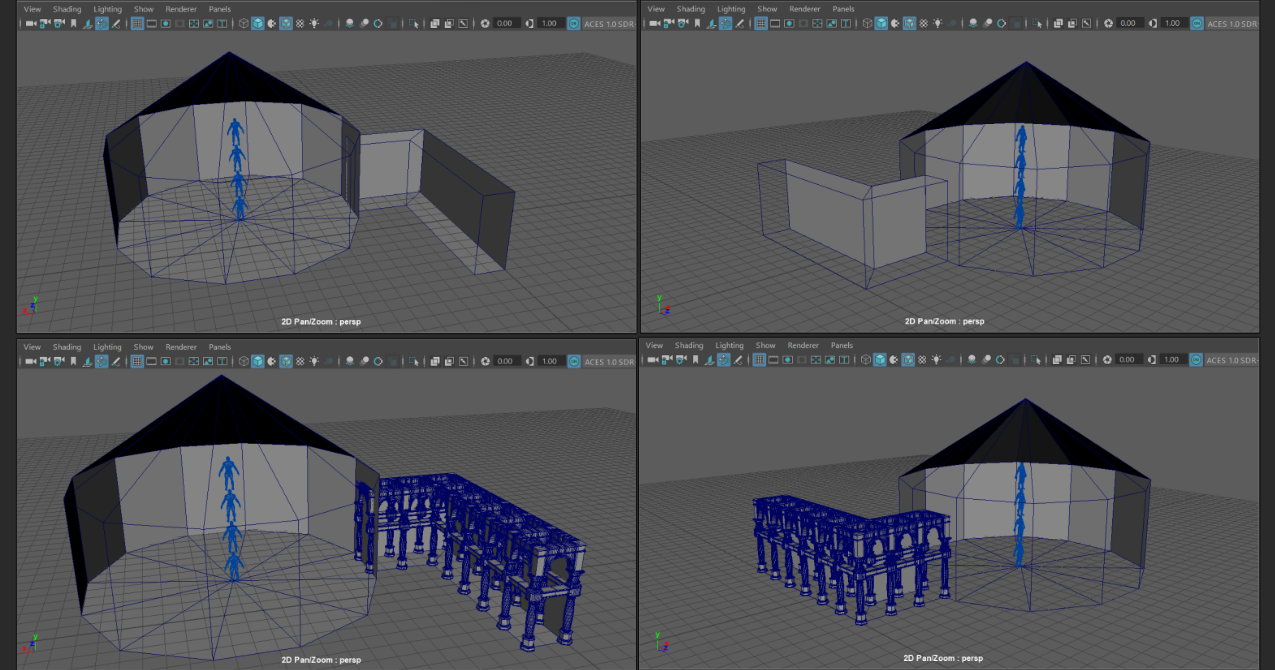 View Shading Lighting Show Renderer Panels
0.00 1.00 ACES 1.0 SDR
2D Pan/Zoom : persp
View Shading Lighting Show Renderer Panels
0.00 1.00 ACES 1.0 SDR-
2D Pan/Zoom : persp
View Shading Lighting Show Renderer Panels
0.00 1.00 ACES 1.0 SDR
2D Pan/Zoom : persp
View Shading Lighting Show Renderer Panels
0.00 1.00 ACES 1.0 SDR-
2D Pan/Zoom : persp